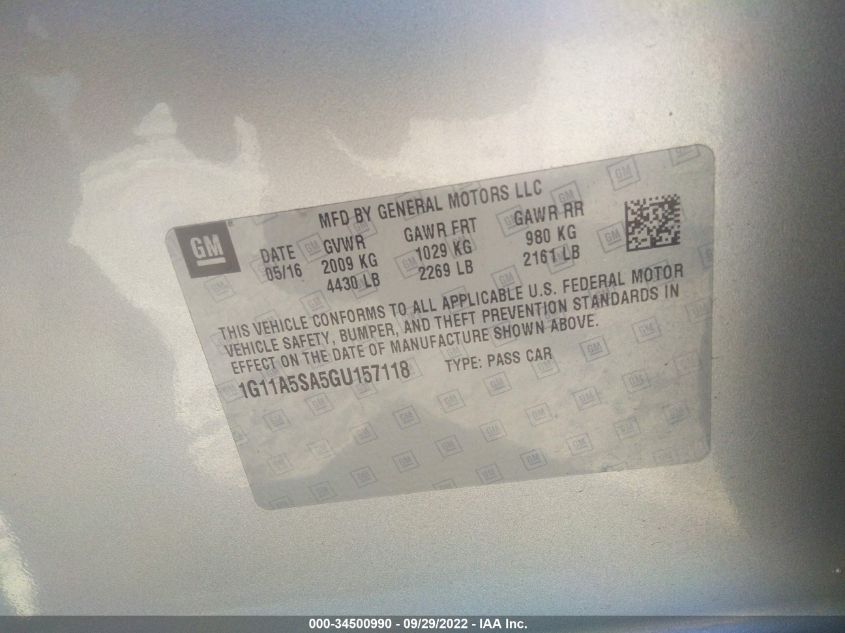 MFD BY GENERAL MOTORS LLC
GM
DATE GVWR GAWR FRT GAWR RR
05/16 2009 KG 1029 KG 980 KG
4430 LB 2269 LB 2161 LB
THIS VEHICLE CONFORMS TO ALL APPLICABLE U.S. FEDERAL MOTOR
VEHICLE SAFETY, BUMPER, AND THEFT PREVENTION STANDARDS IN
EFFECT ON THE DATE OF MANUFACTURE SHOWN ABOVE.
1G11A5SA5GU157118 TYPE: PASS CAR
000-34500990 - 09/29/2022 - IAA Inc.